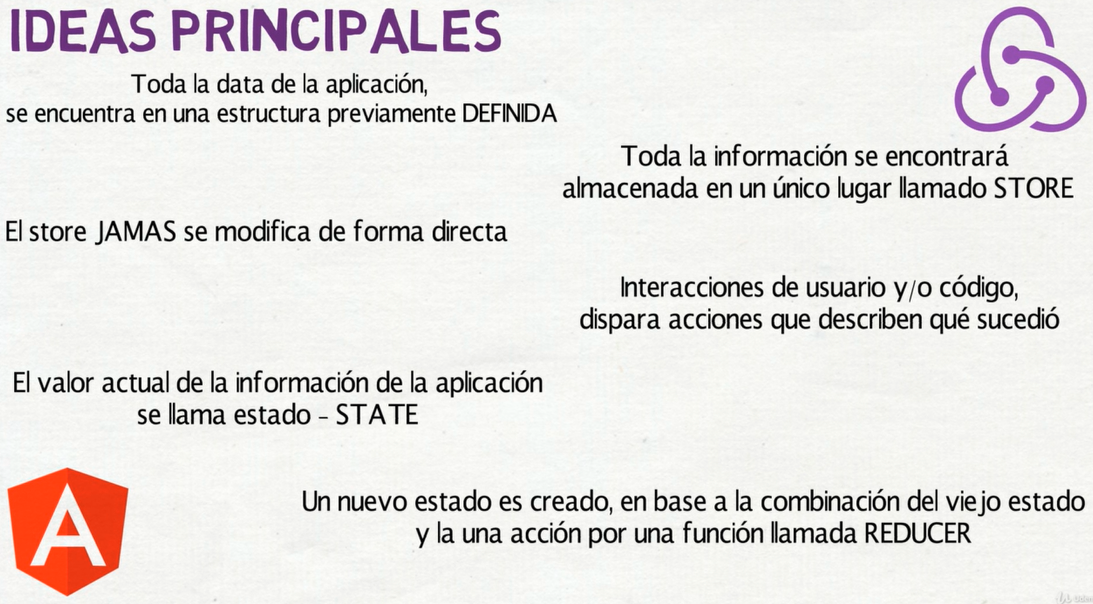 IDEAS PRINCIPALES
Toda la data de la aplicación,
se encuentra en una estructura previamente DEFINIDA
Toda la información se encontrará
almacenada en un único lugar llamado STORE
El store JAMAS se modifica de forma directa
Interacciones de usuario y/o código,
dispara acciones que describen qué sucedió
El valor actual de la información de la aplicación
se llama estado - STATE
A
Un nuevo estado es creado, en base a la combinación del viejo estado
y la una acción por una función llamada REDUCER